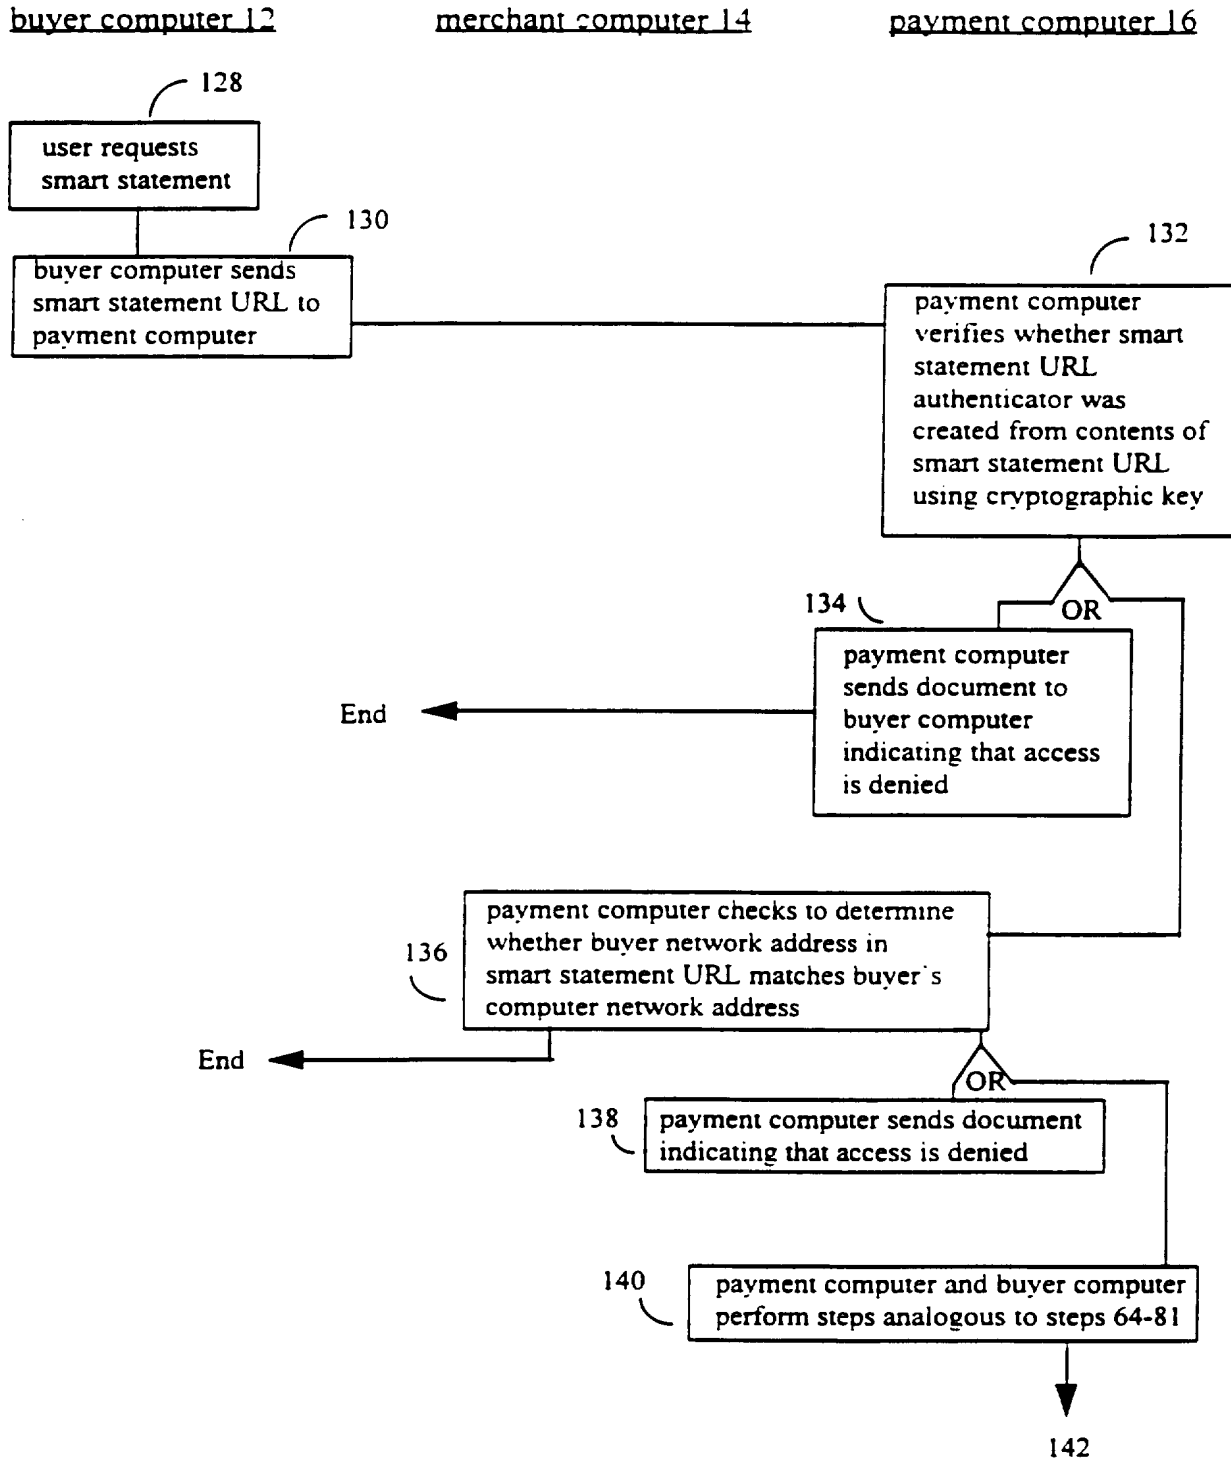 buyer computer 12
merchant computer 14
payment computer 16
128
user requests
smart statement
130
buyer computer sends
smart statement URL to
payment computer
132
payment computer
verifies whether smart
statement URL
authenticator was
created from contents of
smart statement URL
using cryptographic key
OR
134
payment computer
sends document to
buyer computer
indicating that access
is denied
End
136
payment computer checks to determine
whether buyer network address in
smart statement URL matches buyer's
computer network address
End
OR
138
payment computer sends document
indicating that access is denied
140
payment computer and buyer computer
perform steps analogous to steps 64-81
142